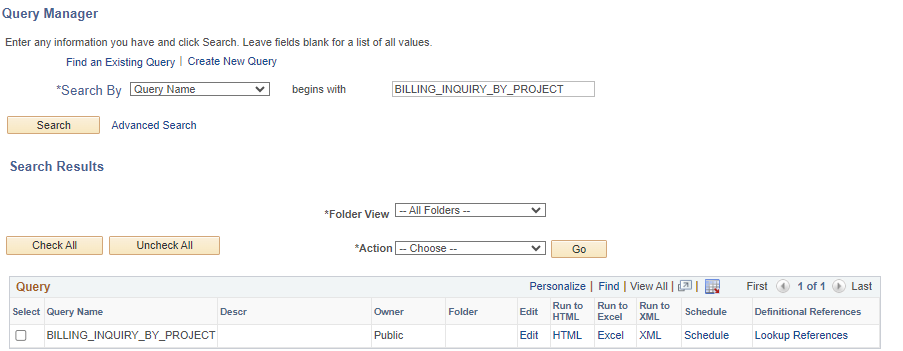 Query Manager
Enter any information you have and click Search. Leave fields blank for a list of all values.
Find an Existing Query | Create New Query
*Search By Query Name begins with BILLING_INQUIRY_BY_PROJECT
Search Advanced Search
Search Results
*Folder View -- All Folders --
Check All Uncheck All *Action -- Choose -- Go
Query Personalize | Find | View All | | First 1 of 1 Last
Select Query Name Descr Owner Folder Edit Run to HTML Run to Excel Run to XML Schedule Definitional References
BILLING_INQUIRY_BY_PROJECT Public Edit HTML Excel XML Schedule Lookup References